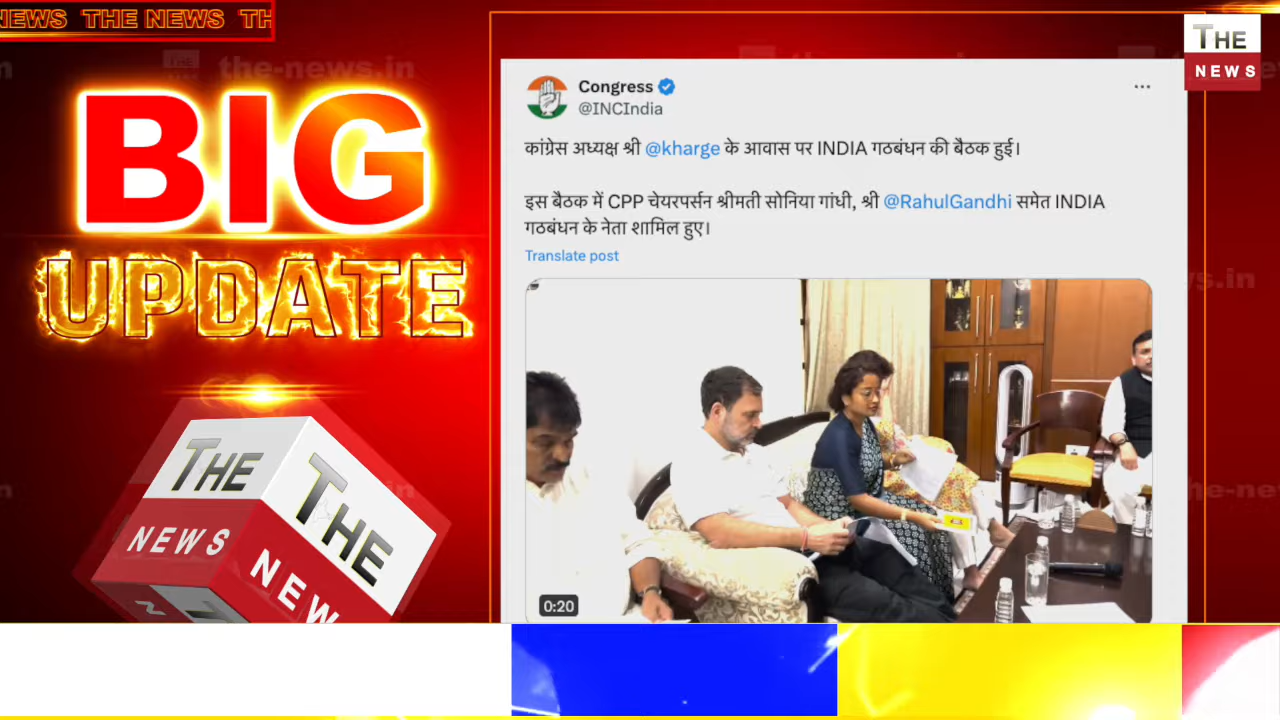 NEWS THE NEWS TH
the-news.in
BIG
UPDATE
THE
NEWS
THE
NEW
THE
NEWS
Congress
@INCIndia
कांग्रेस अध्यक्ष श्री @kharge के आवास पर INDIA गठबंधन की बैठक हुई।
इस बैठक में CPP चेयरपर्सन श्रीमती सोनिया गांधी, श्री @RahulGandhi समेत INDIA
गठबंधन के नेता शामिल हुए।
Translate post
0:20